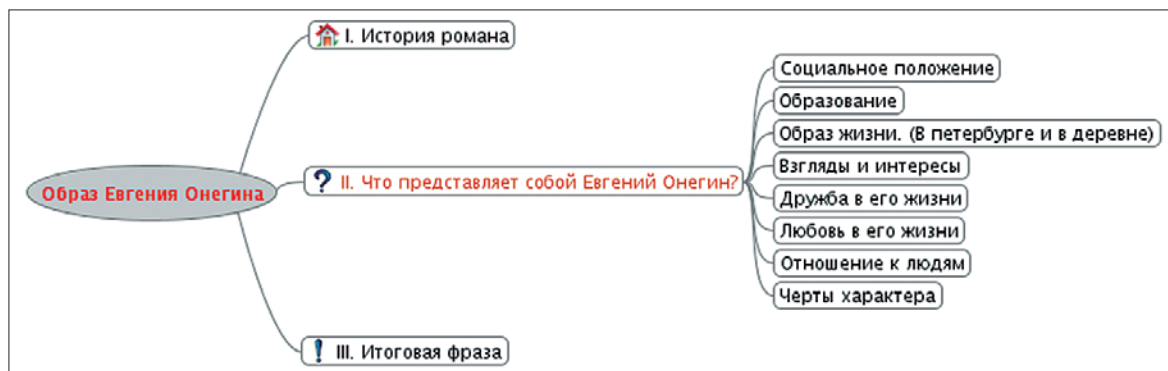 I. История романа
Социальное положение
Образование
Образ жизни. (В петербурге и в деревне)
Взгляды и интересы
Образ Евгения Онегина
II. Что представляет собой Евгений Онегин?
Дружба в его жизни
Любовь в его жизни
Отношение к людям
Черты характера
III. Итоговая фраза